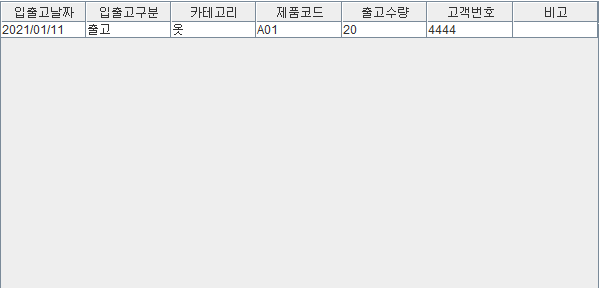 입출고날짜 입출고구분 카테고리 제품코드 출고수량 고객번호 비고
2021/01/11 출고 옷 A01 20 4444